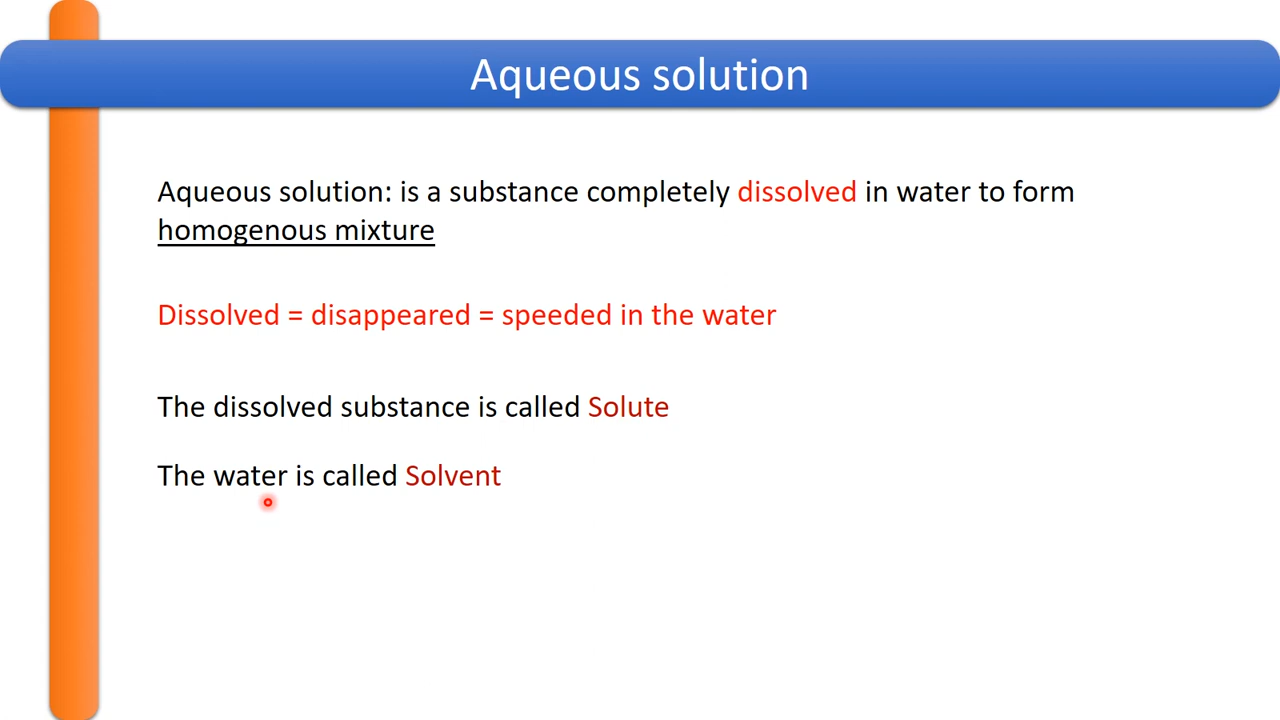 Aqueous solution
Aqueous solution: is a substance completely dissolved in water to form
homogenous mixture
Dissolved = disappeared = speeded in the water
The dissolved substance is called Solute
The water is called Solvent